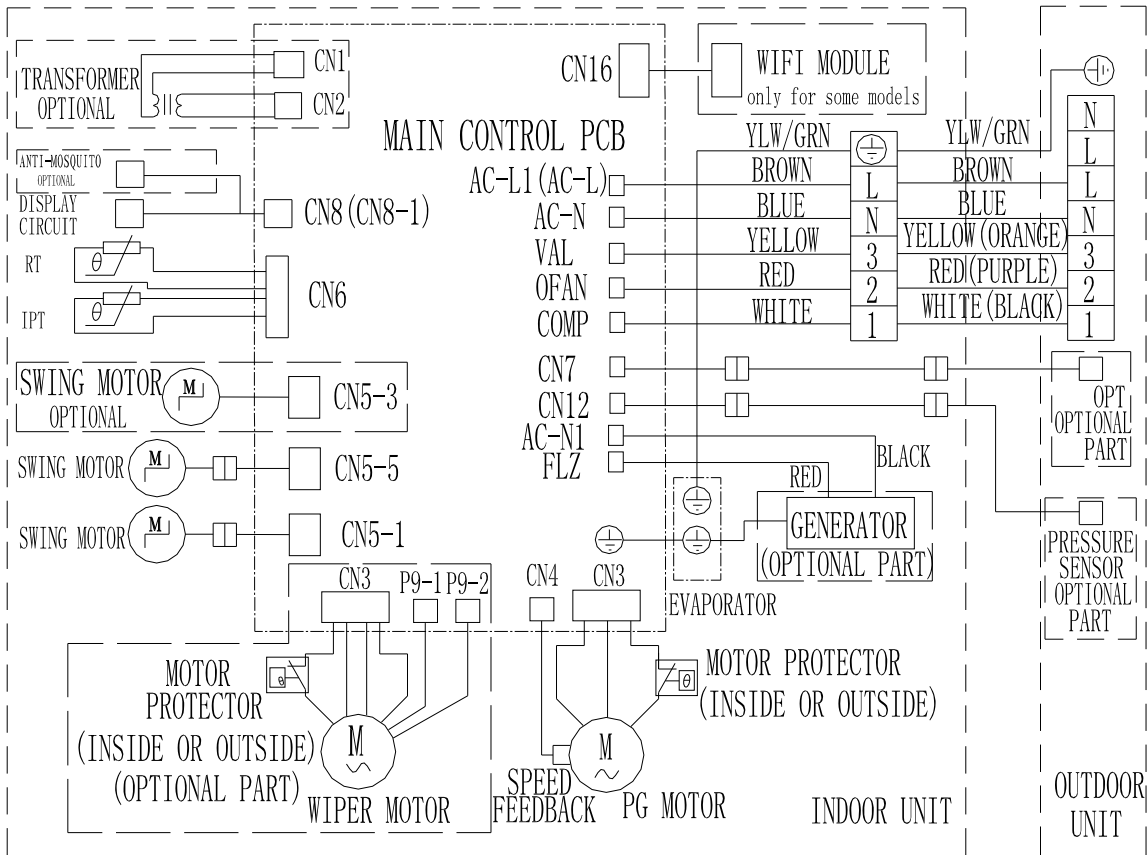 TRANSFORMER
OPTIONAL
CN1
CN2
ANTI-MOSQUITO
OPTIONAL
DISPLAY
CIRCUIT
CN8(CN8-1)
RT
θ
IPT
θ
CN6
SWING MOTOR
OPTIONAL
M
CN5-3
SWING MOTOR
M
CN5-5
SWING MOTOR
M
CN5-1
MAIN CONTROL PCB
CN16
WIFI MODULE
only for some models
AC-L1(AC-L)
AC-N
VAL
OFAN
COMP
CN7
CN12
AC-N1
FLZ
YLW/GRN
BROWN
BLUE
YELLOW
RED
WHITE
L
N
3
2
1
YLW/GRN
BROWN
BLUE
YELLOW(ORANGE)
RED(PURPLE)
WHITE(BLACK)
N
L
L
N
3
2
1
OPT
OPTIONAL
PART
PRESSURE
SENSOR
OPTIONAL
PART
RED
BLACK
GENERATOR
(OPTIONAL PART)
EVAPORATOR
CN3
P9-1
P9-2
CN4
CN3
MOTOR
PROTECTOR
(INSIDE OR OUTSIDE)
(OPTIONAL PART)
θ
M
WIPER MOTOR
SPEED
FEEDBACK
M
PG MOTOR
θ
MOTOR PROTECTOR
(INSIDE OR OUTSIDE)
INDOOR UNIT
OUTDOOR
UNIT